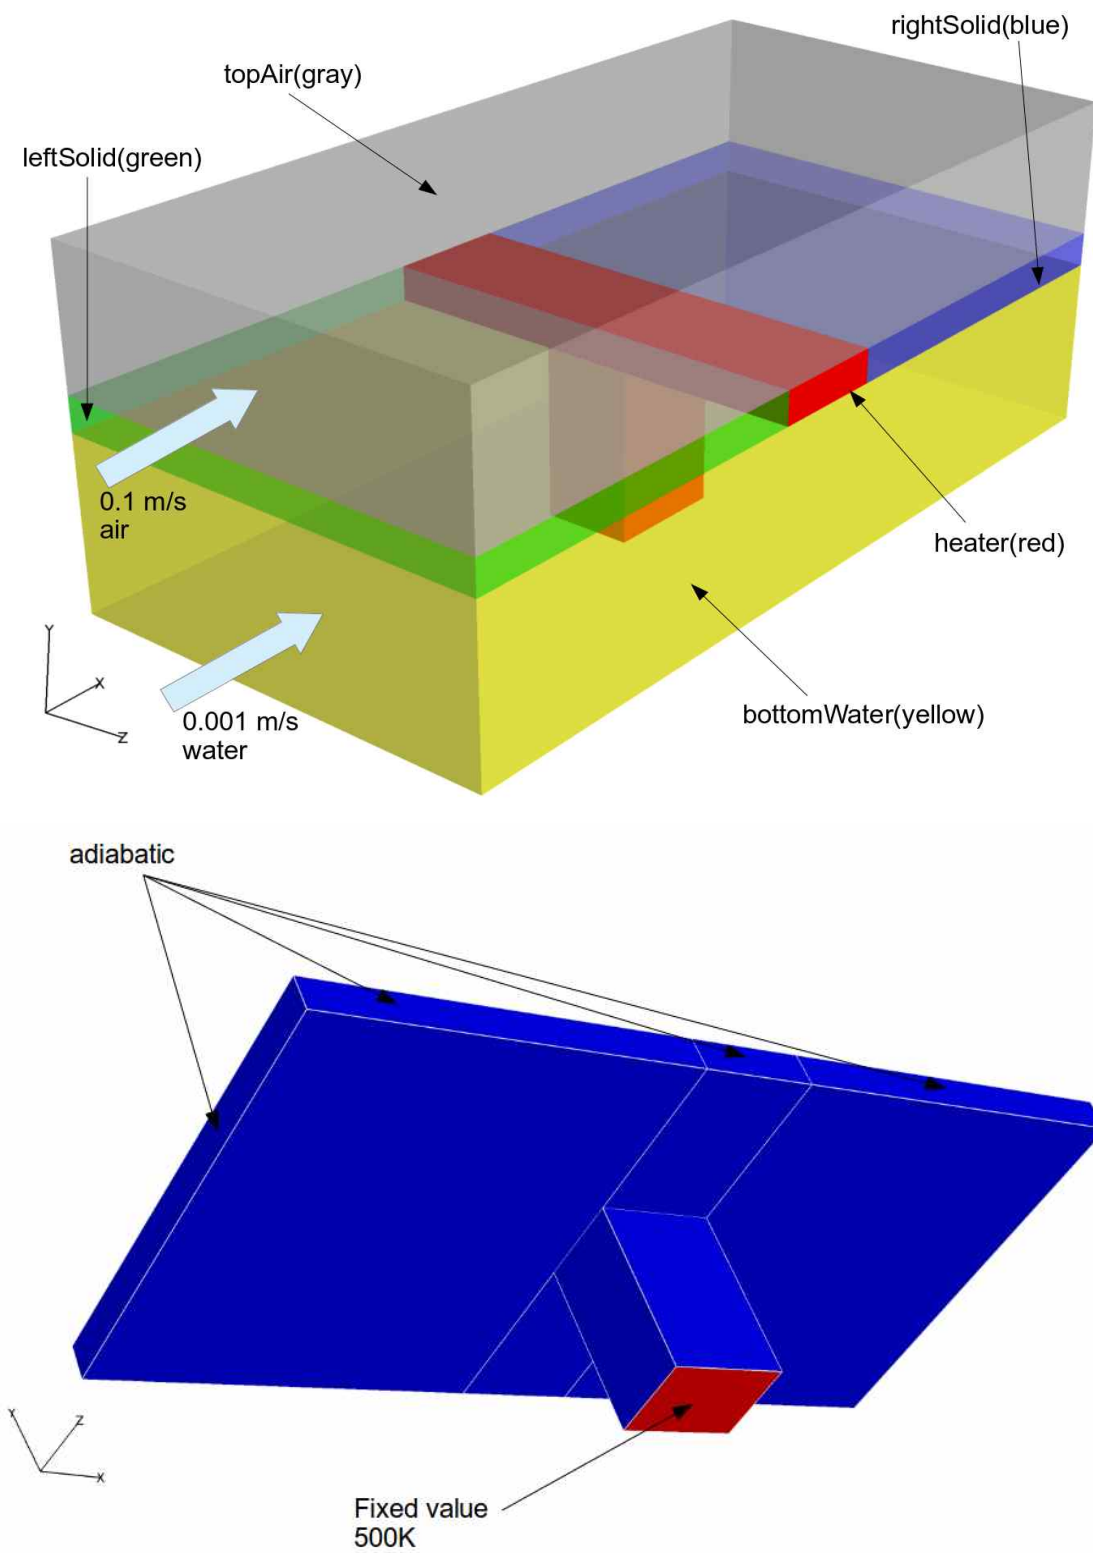 rightSolid(blue)
topAir(gray)
leftSolid(green)
0.1 m/s
air
heater(red)
Y
X
Z
0.001 m/s
water
bottomWater(yellow)
adiabatic
Y
Z
X
Fixed value
500K